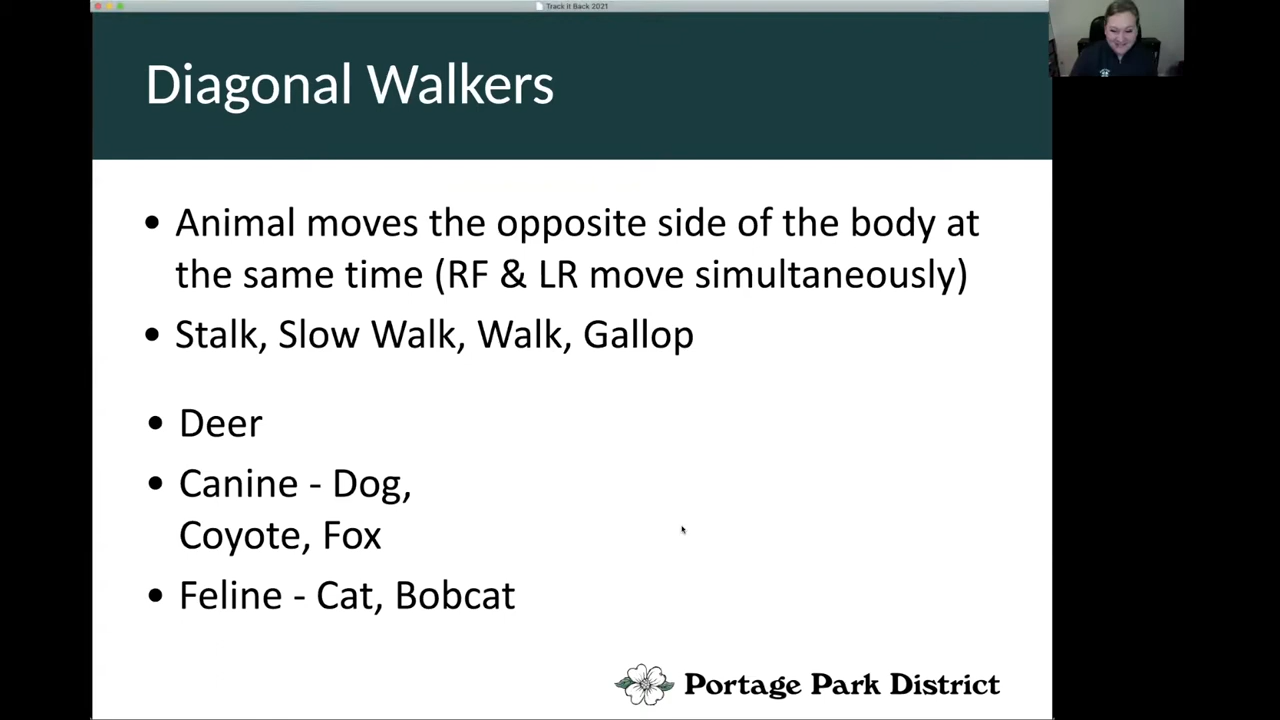 Track it Back 2021
Diagonal Walkers
• Animal moves the opposite side of the body at
the same time (RF & LR move simultaneously)
• Stalk, Slow Walk, Walk, Gallop
• Deer
• Canine - Dog,
Coyote, Fox
• Feline - Cat, Bobcat
Portage Park District